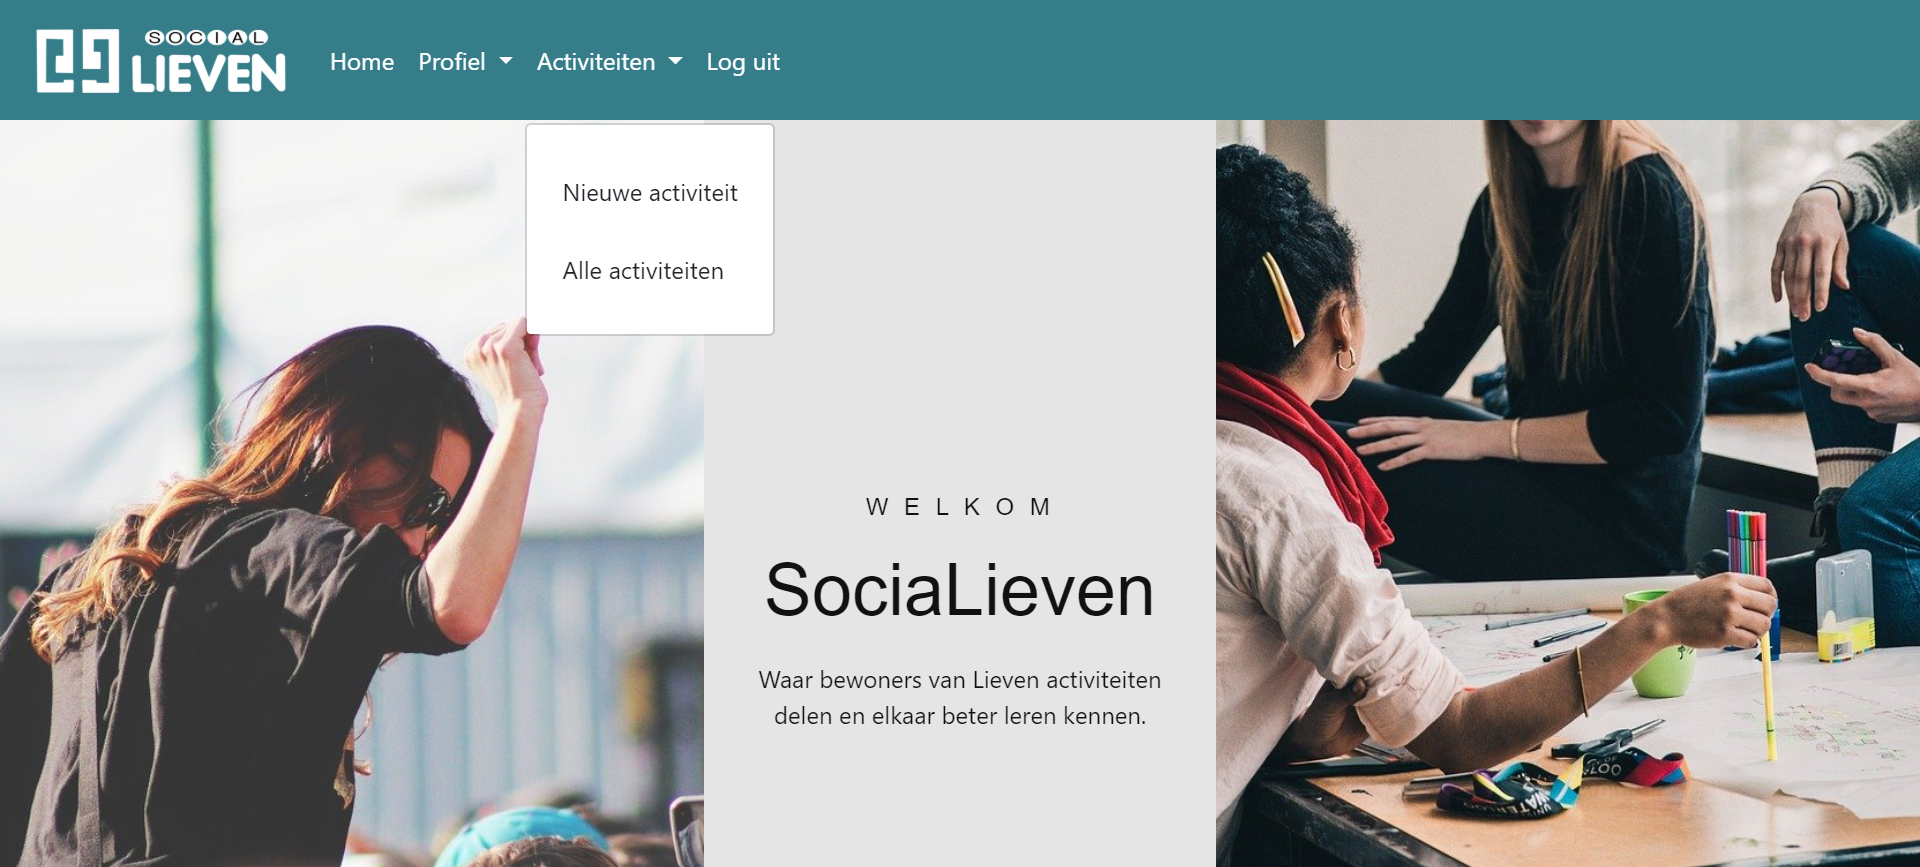 SOCIAL
LIEVEN
Home Profiel Activiteiten Log uit
Nieuwe activiteit
Alle activiteiten
WELKOM
SociaLieven
Waar bewoners van Lieven activiteiten
delen en elkaar beter leren kennen.